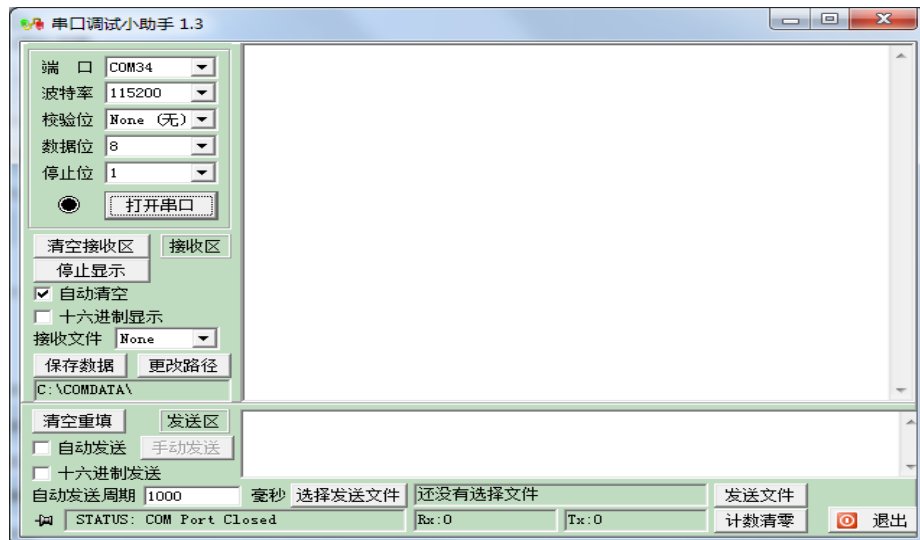 串口调试小助手 1.3
端 口 COM34
波特率 115200
校验位 None (无)
数据位 8
停止位 1
打开串口
清空接收区 接收区
停止显示
自动清空
十六进制显示
接收文件 None
保存数据 更改路径
C:\COMDATA\
清空重填 发送区
自动发送 手动发送
十六进制发送
自动发送周期 1000 毫秒 选择发送文件 还没有选择文件 发送文件
STATUS: COM Port Closed Rx:0 Tx:0 计数清零 退出